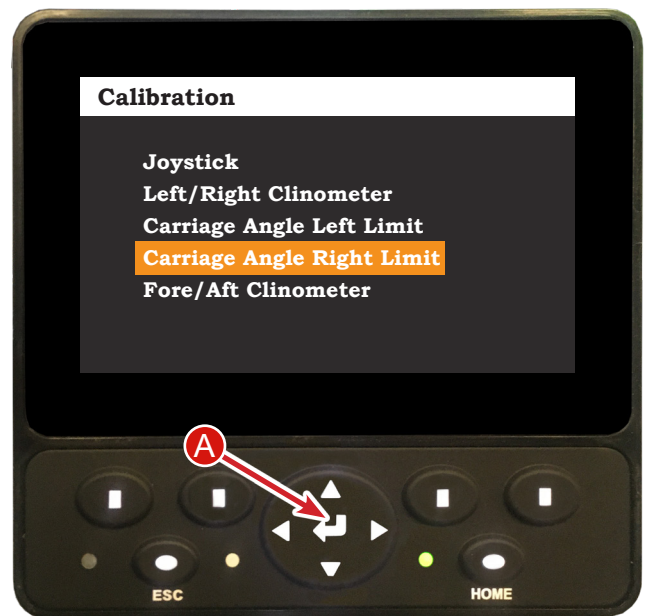 Calibration
Joystick
Left/Right Clinometer
Carriage Angle Left Limit
Carriage Angle Right Limit
Fore/Aft Clinometer
A
ESC
HOME